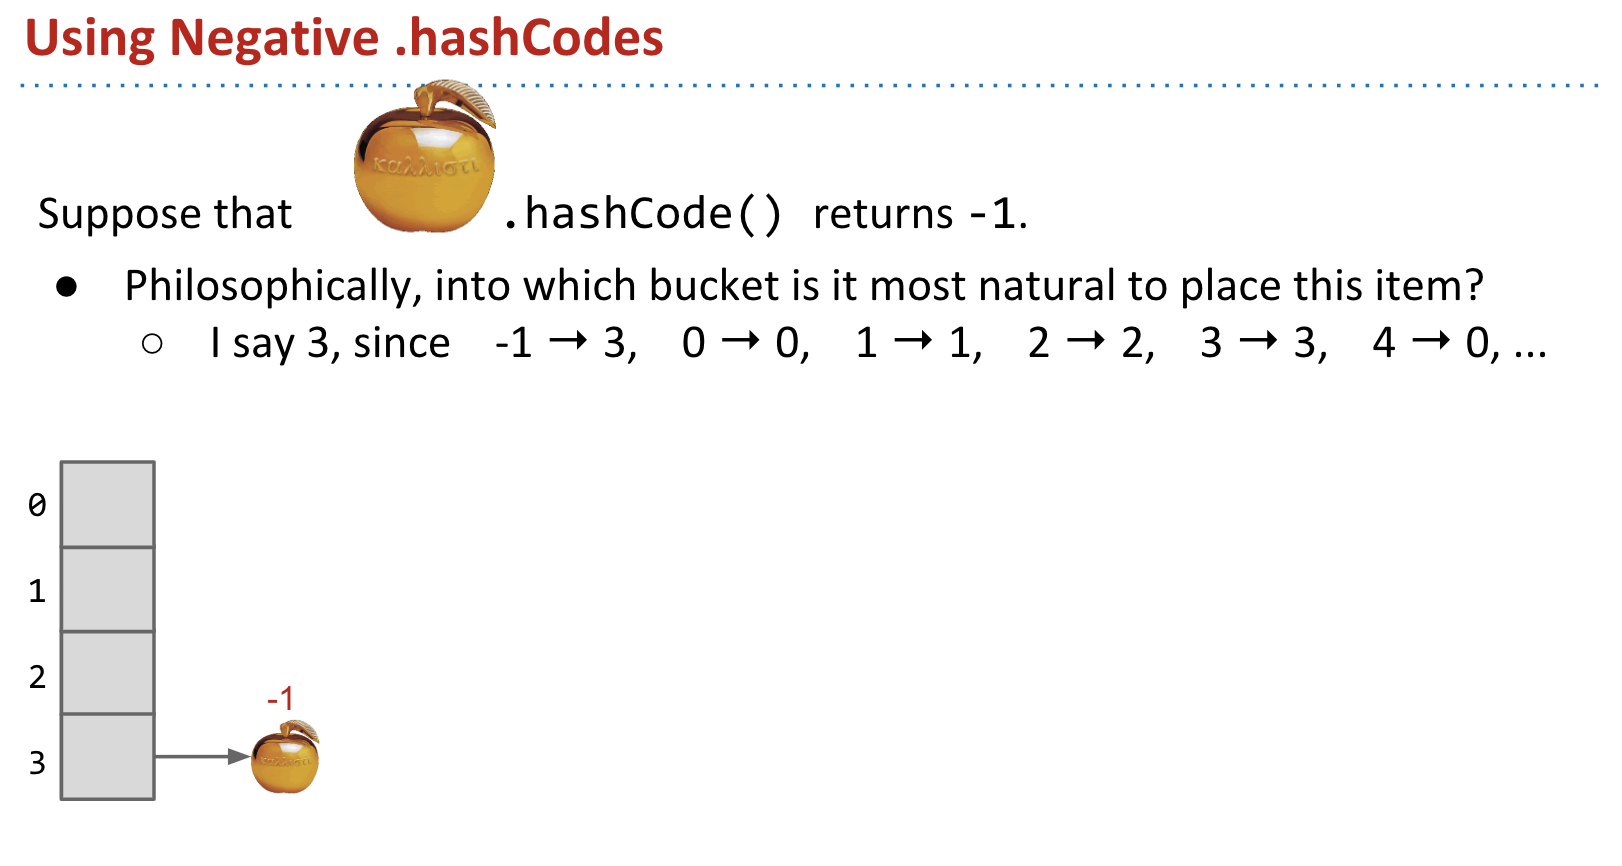 Using Negative .hashCodes
καλλιστι
Suppose that .hashCode() returns -1.
● Philosophically, into which bucket is it most natural to place this item?
○ I say 3, since -1 → 3, 0 → 0, 1 → 1, 2 → 2, 3 → 3, 4 → 0, ...
0
1
2
-1
3
καλλιστι